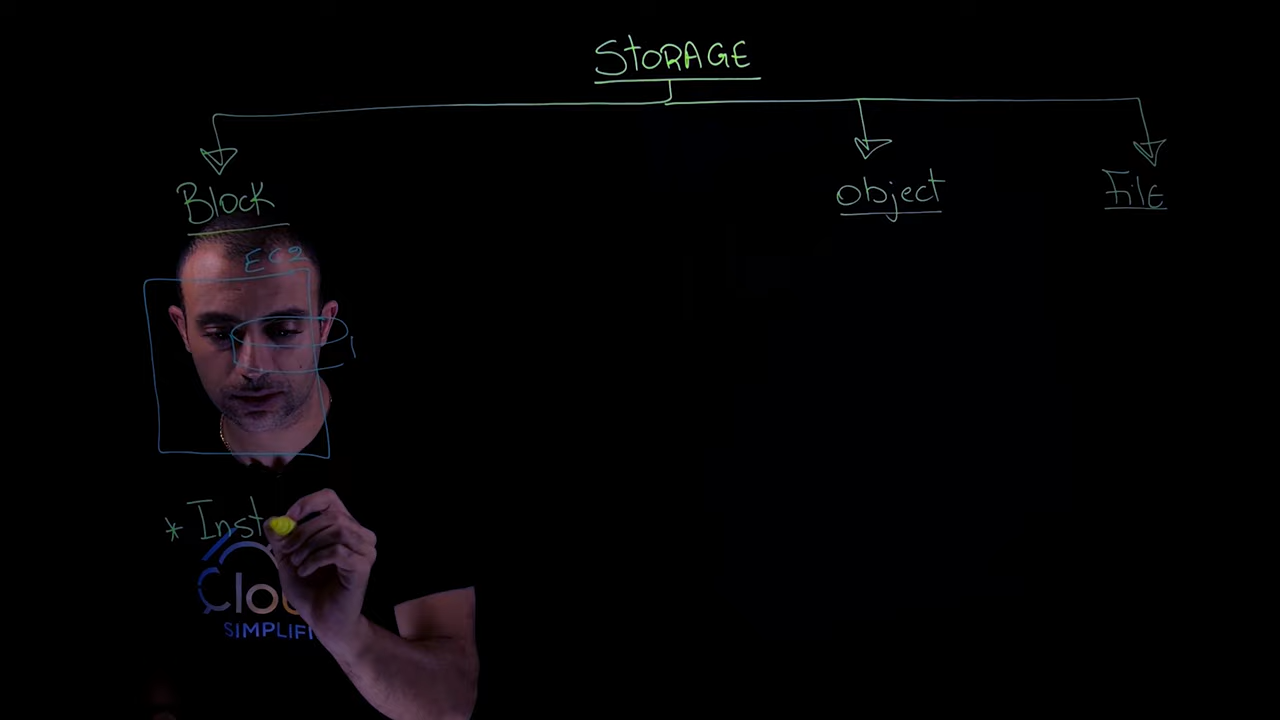 STORAGE
Block
object
File
EC2
* Inst
Clou
SIMPLIFI